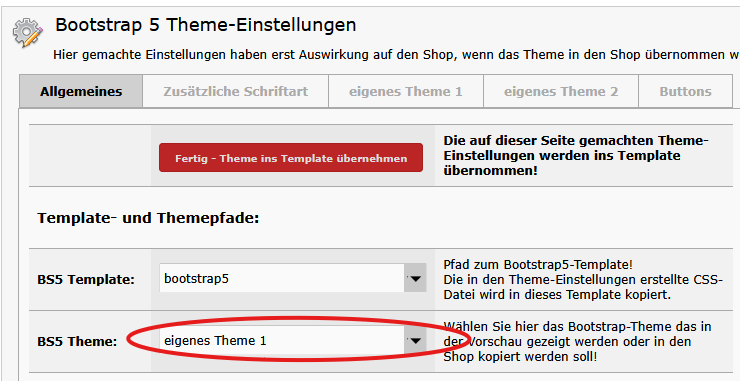 Bootstrap 5 Theme-Einstellungen
Hier gemachte Einstellungen haben erst Auswirkung auf den Shop, wenn das Theme in den Shop übernommen w
Allgemeines
Zusätzliche Schriftart
eigenes Theme 1
eigenes Theme 2
Buttons
Fertig - Theme ins Template übernehmen
Die auf dieser Seite gemachten Theme-
Einstellungen werden ins Template
übernommen!
Template- und Themepfade:
BS5 Template:
bootstrap5
Pfad zum Bootstrap5-Template!
Die in den Theme-Einstellungen erstellte CSS-
Datei wird in dieses Template kopiert.
BS5 Theme:
eigenes Theme 1
Wählen Sie hier das Bootstrap-Theme das in
der Vorschau gezeigt werden oder in den
Shop kopiert werden soll!